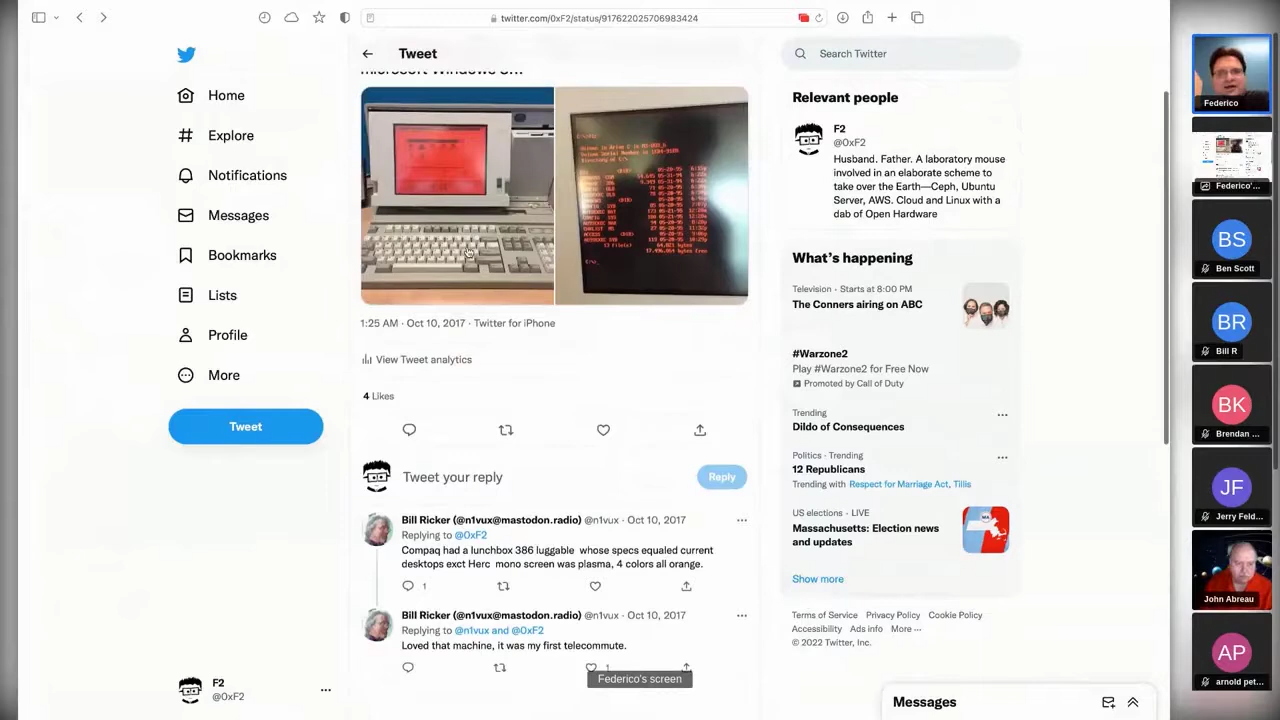 twitter.com/0xF2/status/917622025706983424
Tweet
Search Twitter
Home
Explore
Notifications
Messages
Bookmarks
Lists
Profile
More
Tweet
F2
@0xF2
1:25 AM · Oct 10, 2017 · Twitter for iPhone
View Tweet analytics
4 Likes
Tweet your reply
Reply
Bill Ricker (@n1vux@mastodon.radio) @n1vux · Oct 10, 2017
Replying to @0xF2
Compaq had a lunchbox 386 luggable whose specs equaled current
desktops exct Herc mono screen was plasma, 4 colors all orange.
1
Bill Ricker (@n1vux@mastodon.radio) @n1vux · Oct 10, 2017
Replying to @n1vux and @0xF2
Loved that machine, it was my first telecommute.
1
Federico's screen
Relevant people
F2
@0xF2
Husband. Father. A laboratory mouse
involved in an elaborate scheme to
take over the Earth—Ceph, Ubuntu
Server, AWS. Cloud and Linux with a
dab of Open Hardware
What's happening
Television · Starts at 8:00 PM
The Conners airing on ABC
#Warzone2
Play #Warzone2 for Free Now
Promoted by Call of Duty
Trending
Dildo of Consequences
Politics · Trending
12 Republicans
Trending with Respect for Marriage Act, Tillis
US elections · LIVE
Massachusetts: Election news
and updates
Show more
Terms of Service Privacy Policy Cookie Policy
Accessibility Ads info More ···
© 2022 Twitter, Inc.
Messages
Federico
Federico'...
BS
Ben Scott
BR
Bill R
BK
Brendan ...
JF
Jerry Feld...
John Abreau
AP
arnold pet...